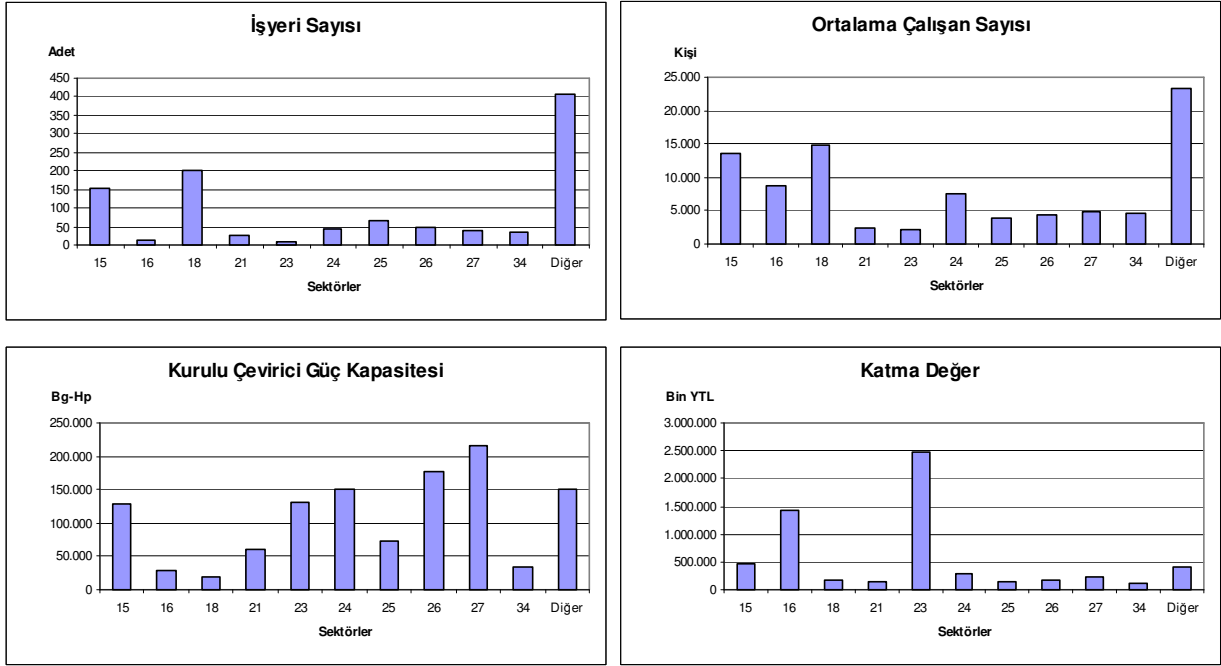 İşyeri Sayısı
Adet
450
400
350
300
250
200
150
100
50
0
15 16 18 21 23 24 25 26 27 34 Diğer
Sektörler
Ortalama Çalışan Sayısı
Kişi
25.000
20.000
15.000
10.000
5.000
0
15 16 18 21 23 24 25 26 27 34 Diğer
Sektörler
Kurulu Çevirici Güç Kapasitesi
Bg-Hp
250.000
200.000
150.000
100.000
50.000
0
15 16 18 21 23 24 25 26 27 34 Diğer
Sektörler
Katma Değer
Bin YTL
3.000.000
2.500.000
2.000.000
1.500.000
1.000.000
500.000
0
15 16 18 21 23 24 25 26 27 34 Diğer
Sektörler